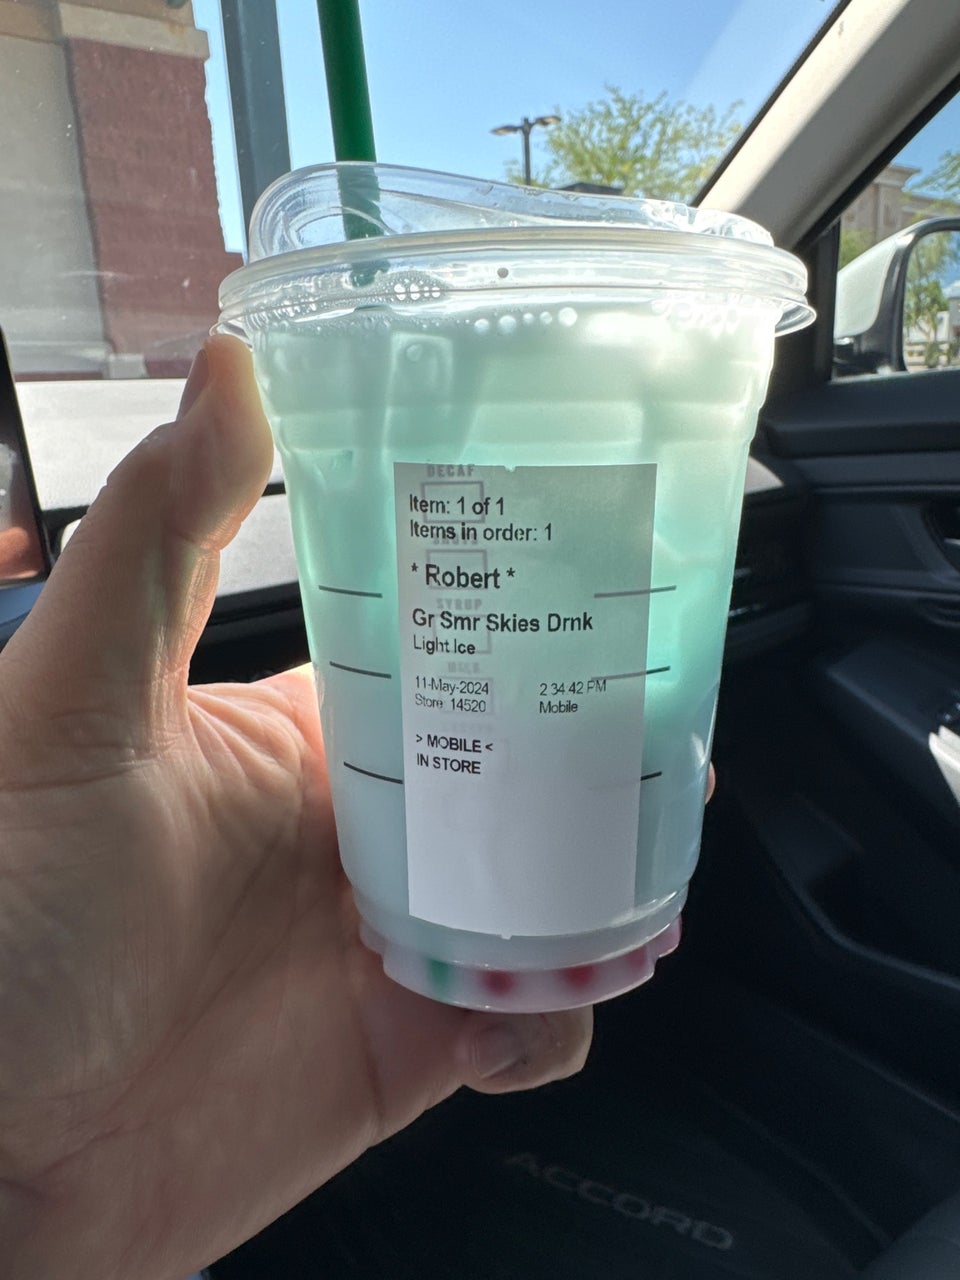 DECAF
Item: 1 of 1
Items in order: 1
* Robert *
SYRUP
Gr Smr Skies Drnk
Light Ice
MILK
11-May-2024 2:34:42 PM
Store: 14520 Mobile
> MOBILE <
IN STORE
ACCORD